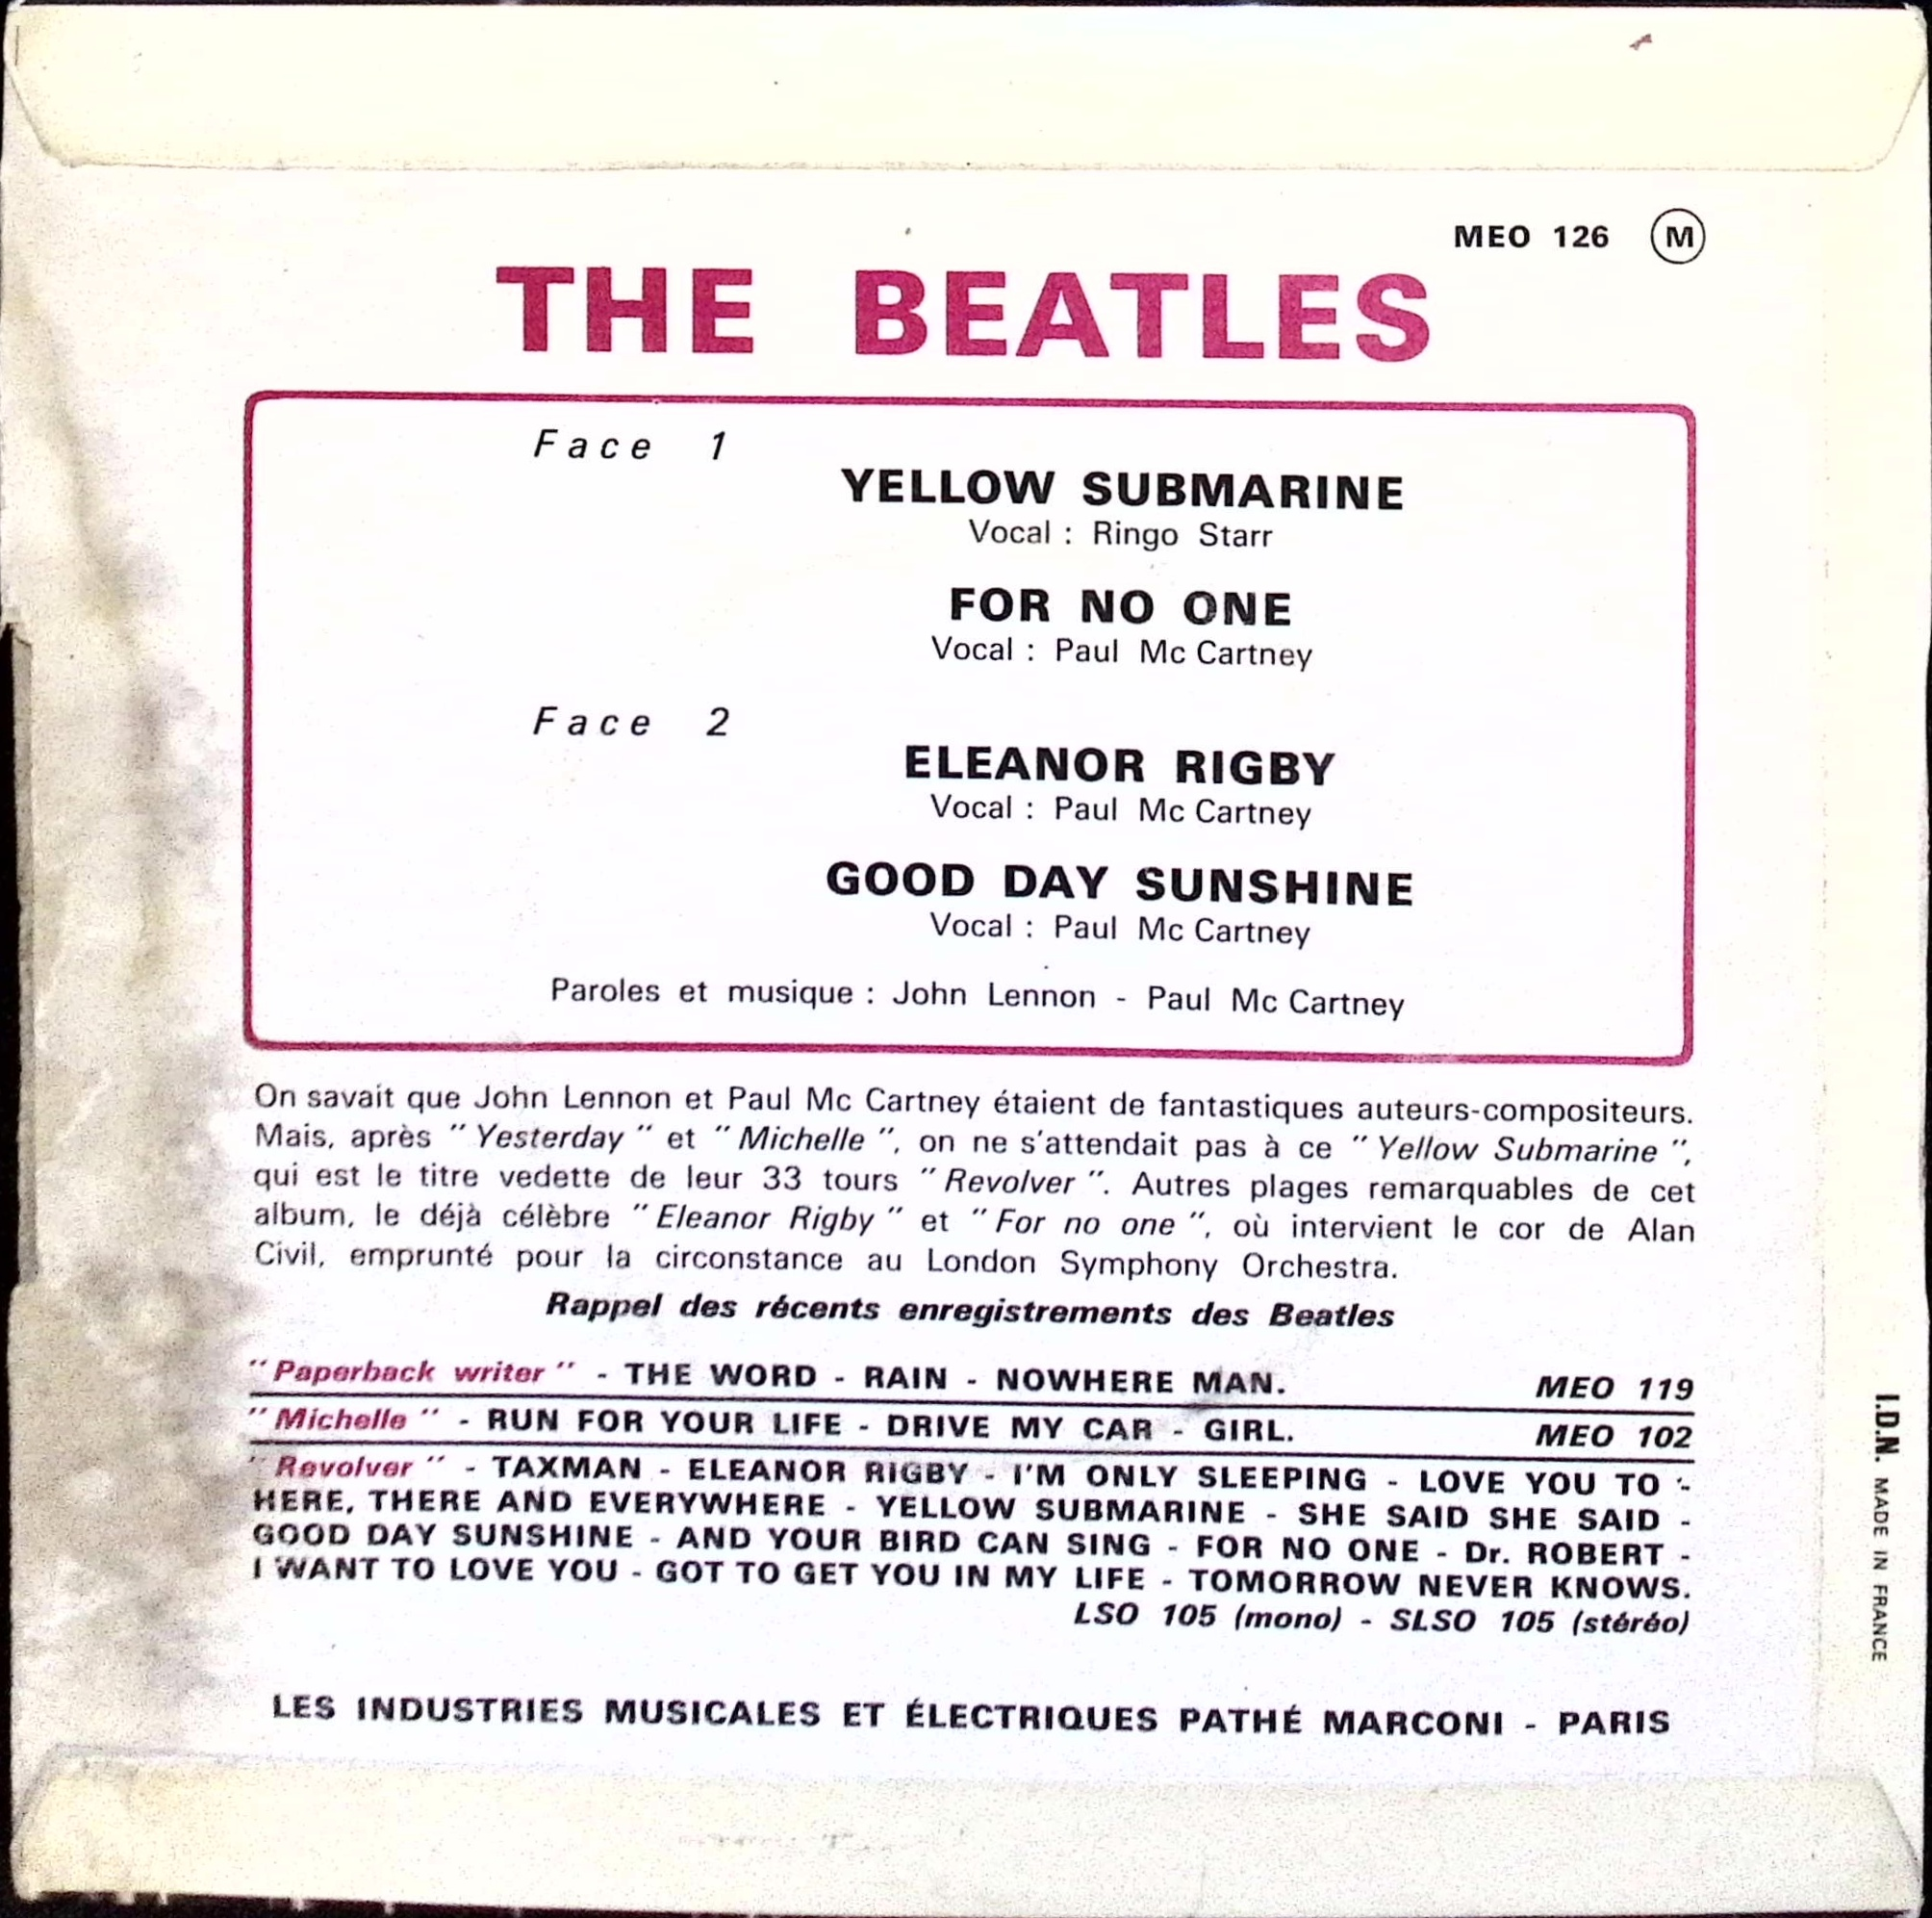 MEO 126 M
THE BEATLES
Face 1
YELLOW SUBMARINE
Vocal : Ringo Starr
FOR NO ONE
Vocal : Paul Mc Cartney
Face 2
ELEANOR RIGBY
Vocal : Paul Mc Cartney
GOOD DAY SUNSHINE
Vocal : Paul Mc Cartney
Paroles et musique : John Lennon - Paul Mc Cartney
On savait que John Lennon et Paul Mc Cartney étaient de fantastiques auteurs-compositeurs.
Mais, après " Yesterday " et " Michelle ", on ne s'attendait pas à ce " Yellow Submarine ",
qui est le titre vedette de leur 33 tours " Revolver ". Autres plages remarquables de cet
album, le déjà célèbre " Eleanor Rigby " et " For no one ", où intervient le cor de Alan
Civil, emprunté pour la circonstance au London Symphony Orchestra.
Rappel des récents enregistrements des Beatles
" Paperback writer " - THE WORD - RAIN - NOWHERE MAN. MEO 119
" Michelle " - RUN FOR YOUR LIFE - DRIVE MY CAR - GIRL. MEO 102
" Revolver " - TAXMAN - ELEANOR RIGBY - I'M ONLY SLEEPING - LOVE YOU TO -
HERE, THERE AND EVERYWHERE - YELLOW SUBMARINE - SHE SAID SHE SAID -
GOOD DAY SUNSHINE - AND YOUR BIRD CAN SING - FOR NO ONE - Dr. ROBERT -
I WANT TO LOVE YOU - GOT TO GET YOU IN MY LIFE - TOMORROW NEVER KNOWS.
LSO 105 (mono) - SLSO 105 (stéréo)
LES INDUSTRIES MUSICALES ET ÉLECTRIQUES PATHÉ MARCONI - PARIS
I.D.N. MADE IN FRANCE